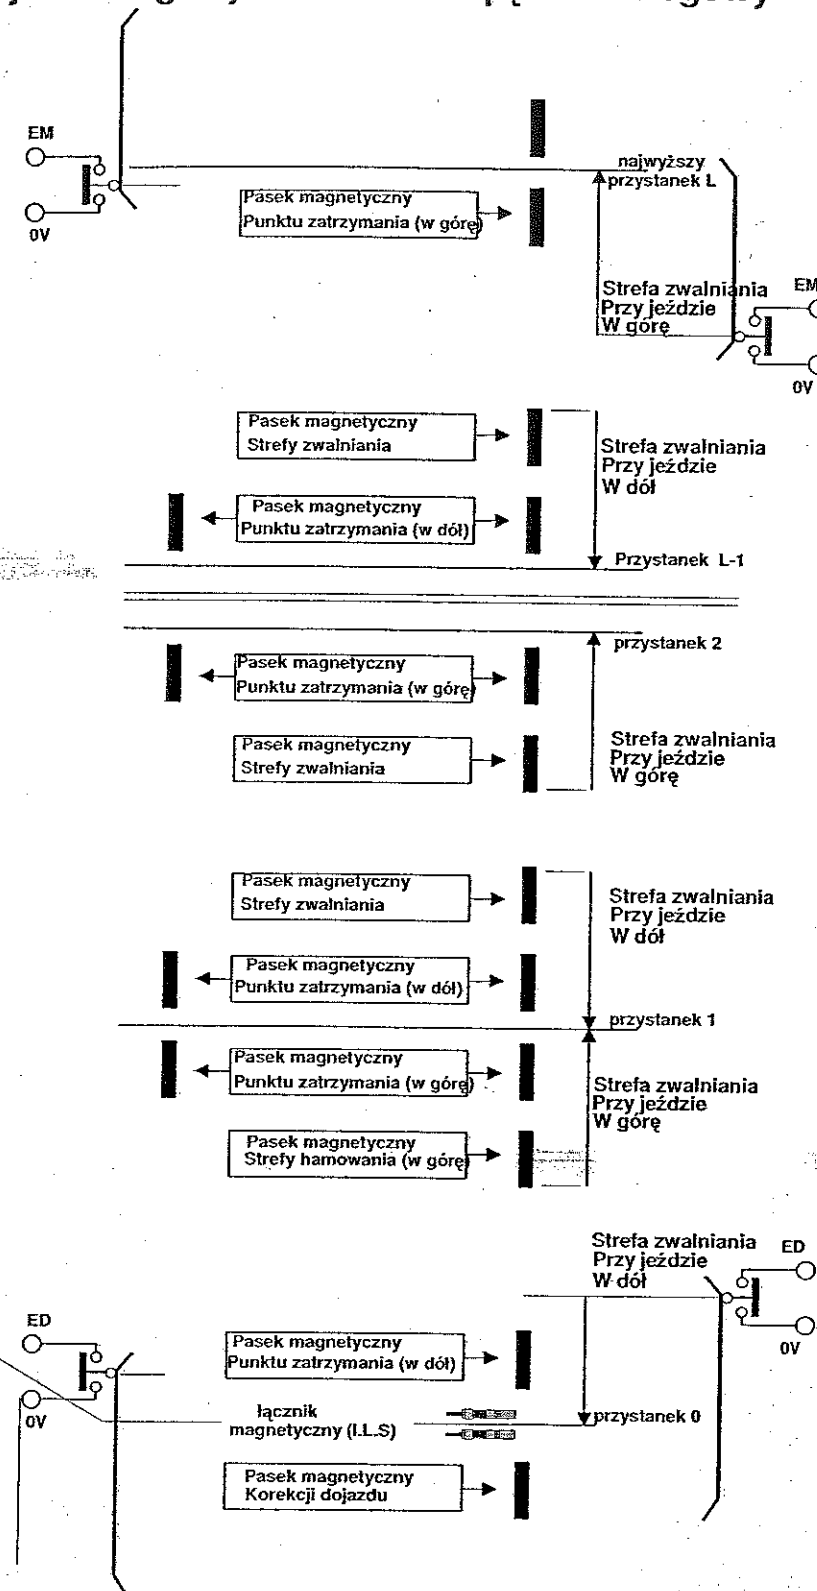 EM
0V
najwyższy
przystanek L
Pasek magnetyczny
Punktu zatrzymania (w górę)
Strefa zwalniania
Przy jeździe
W górę
EM
0V
Pasek magnetyczny
Strefy zwalniania
Strefa zwalniania
Przy jeździe
W dół
Pasek magnetyczny
Punktu zatrzymania (w dół)
Przystanek L-1
przystanek 2
Pasek magnetyczny
Punktu zatrzymania (w górę)
Pasek magnetyczny
Strefy zwalniania
Strefa zwalniania
Przy jeździe
W górę
Pasek magnetyczny
Strefy zwalniania
Strefa zwalniania
Przy jeździe
W dół
Pasek magnetyczny
Punktu zatrzymania (w dół)
przystanek 1
Pasek magnetyczny
Punktu zatrzymania (w górę)
Strefa zwalniania
Przy jeździe
W górę
Pasek magnetyczny
Strefy hamowania (w górę)
Strefa zwalniania
Przy jeździe
W dół
ED
0V
ED
0V
Pasek magnetyczny
Punktu zatrzymania (w dół)
łącznik
magnetyczny (I.L.S)
przystanek 0
Pasek magnetyczny
Korekcji dojazdu